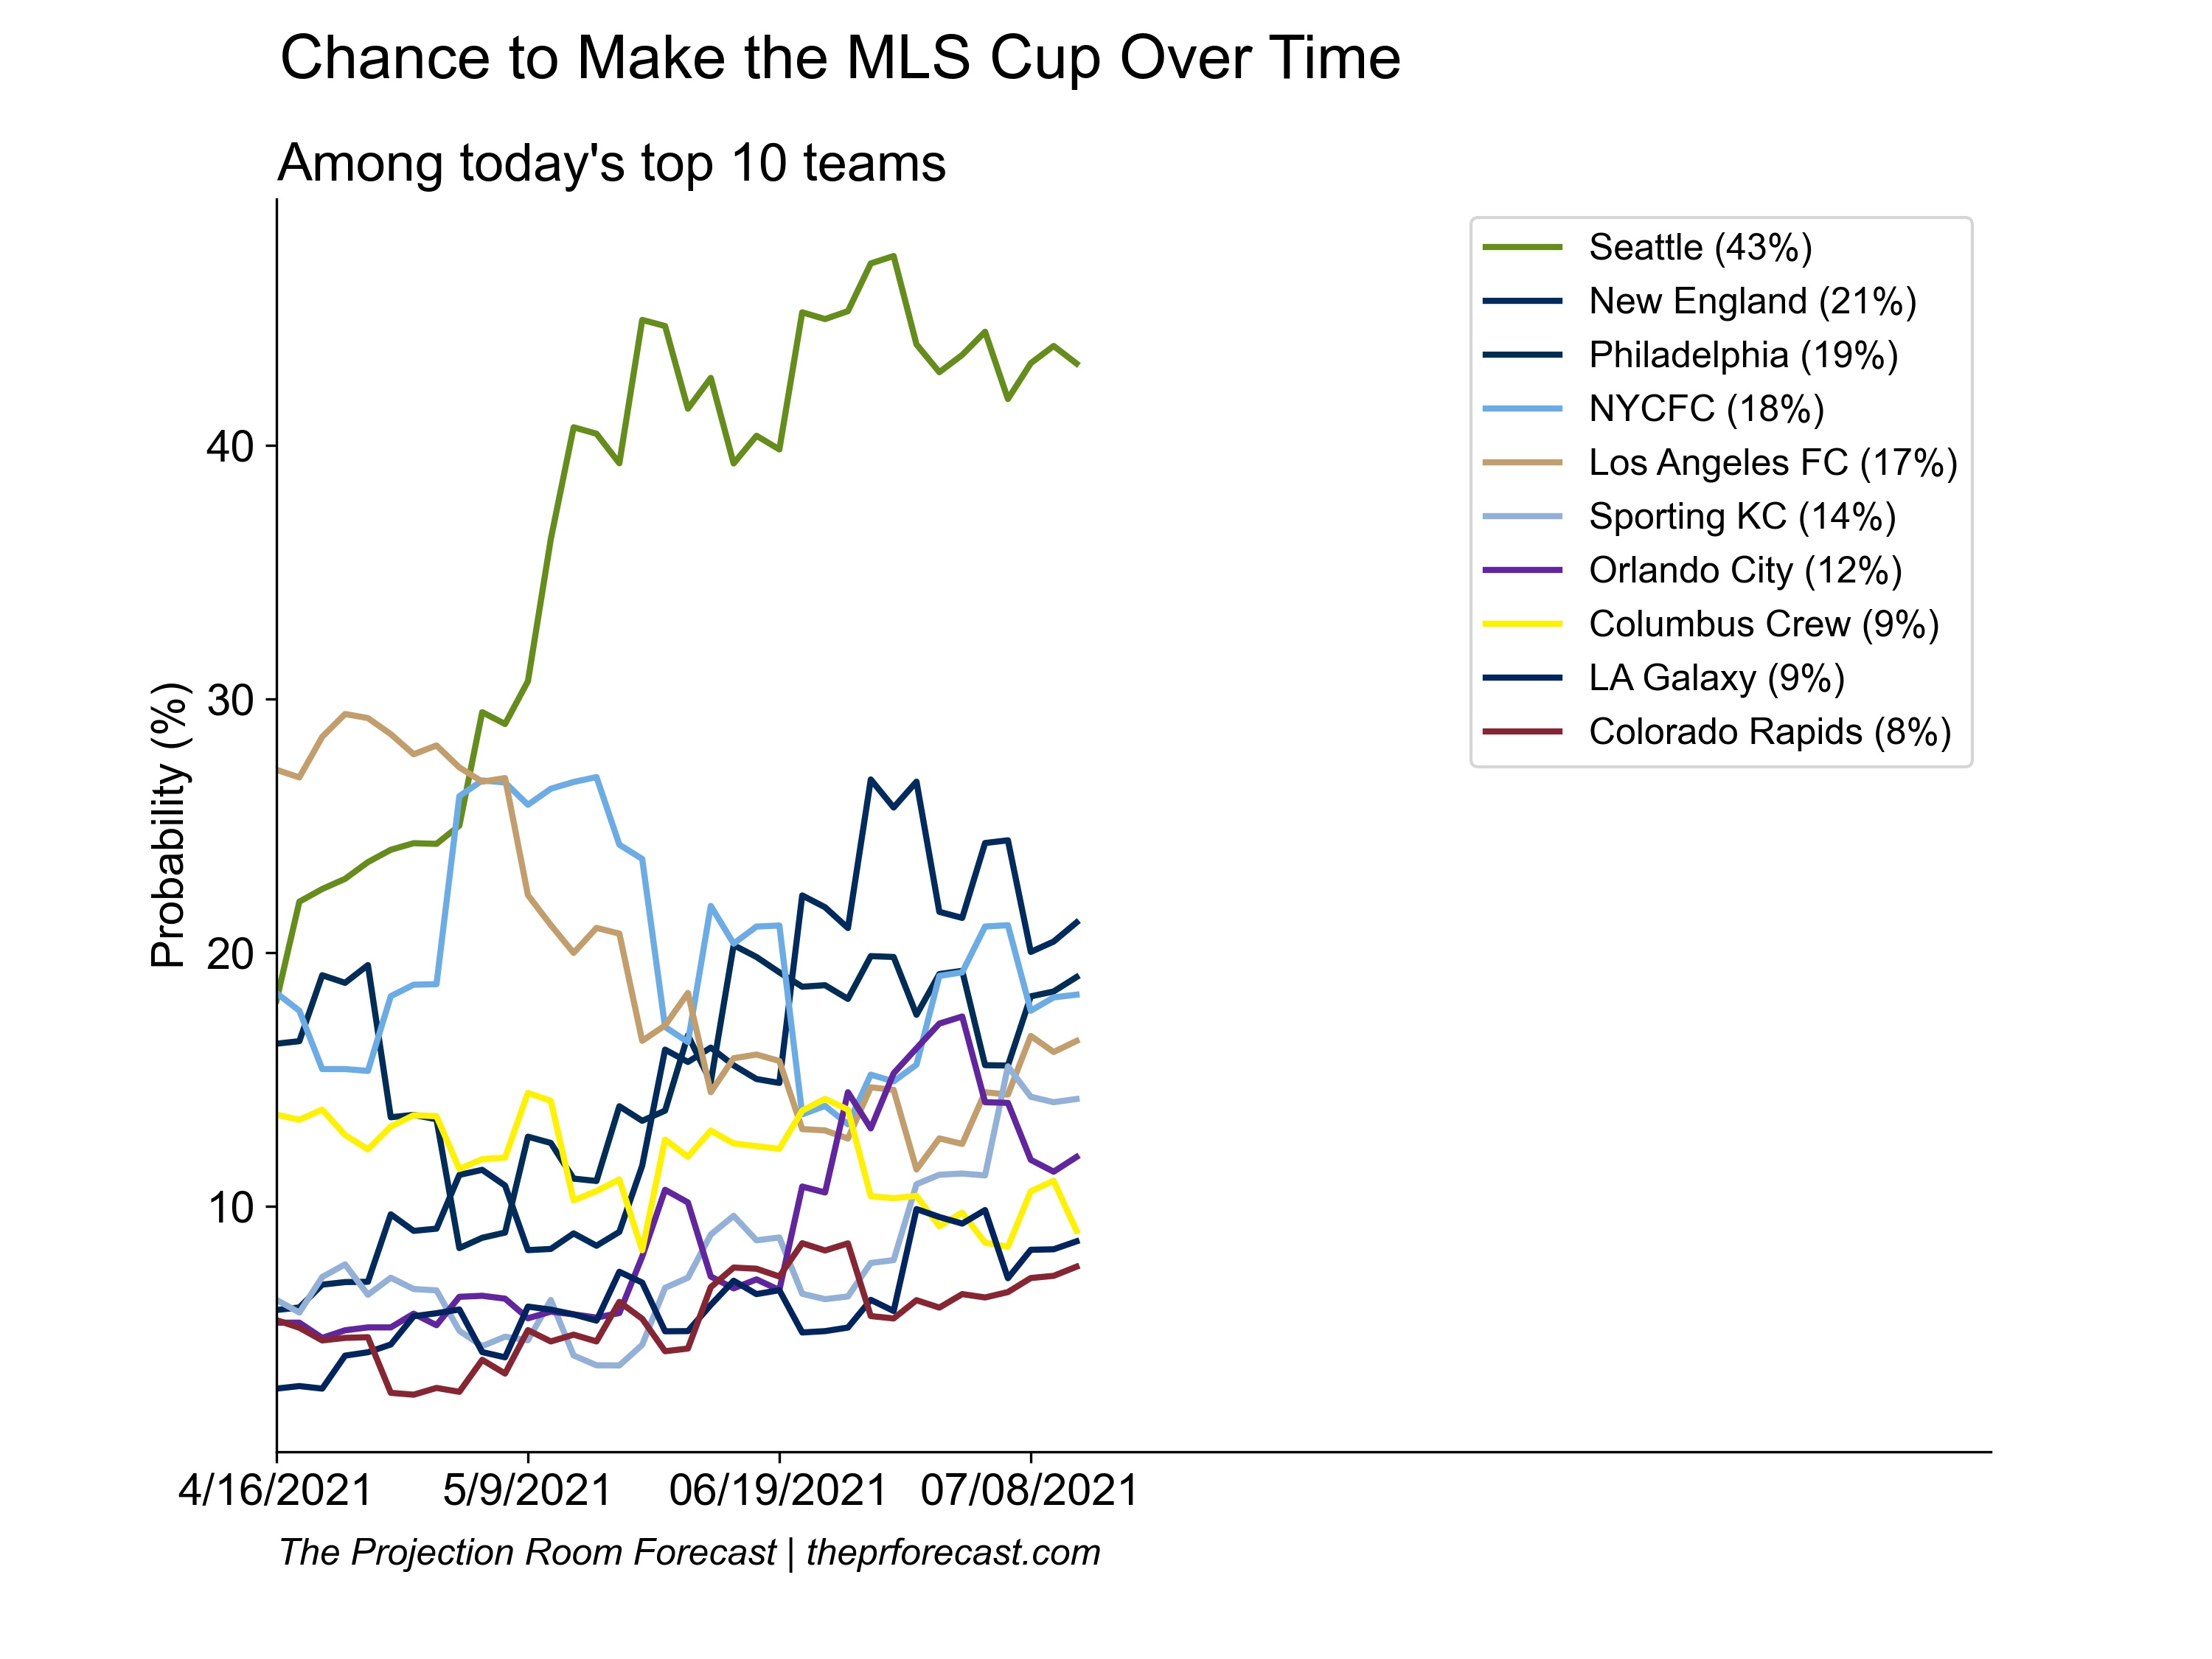 Chance to Make the MLS Cup Over Time
Among today's top 10 teams
Seattle (43%)
New England (21%)
Philadelphia (19%)
NYCFC (18%)
Los Angeles FC (17%)
Sporting KC (14%)
Orlando City (12%)
Columbus Crew (9%)
LA Galaxy (9%)
Colorado Rapids (8%)
Probability (%)
40
30
20
10
4/16/2021 5/9/2021 06/19/2021 07/08/2021
The Projection Room Forecast | theprforecast.com